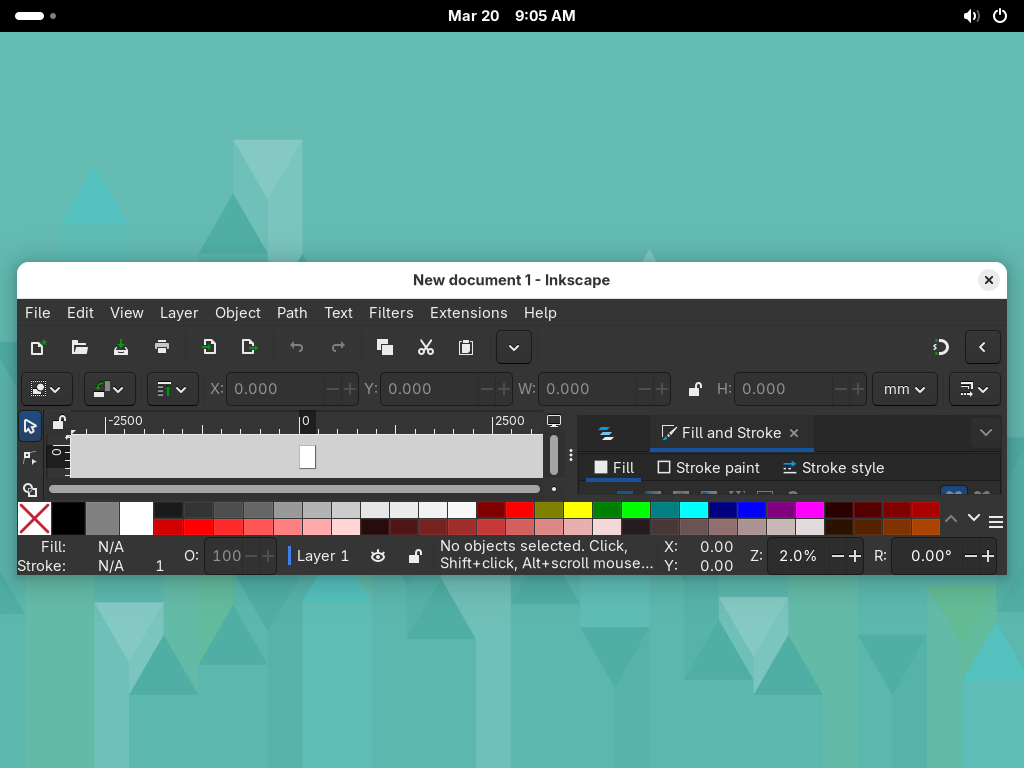 Mar 20 9:05 AM
New document 1 - Inkscape
File Edit View Layer Object Path Text Filters Extensions Help
X: 0.000 Y: 0.000 W: 0.000 H: 0.000 mm
-2500 0 2500
0
Fill and Stroke
Fill Stroke paint Stroke style
Fill: N/A
Stroke: N/A 1
O: 100
Layer 1
No objects selected. Click,
Shift+click, Alt+scroll mouse...
X: 0.00
Y: 0.00
Z: 2.0%
R: 0.00°